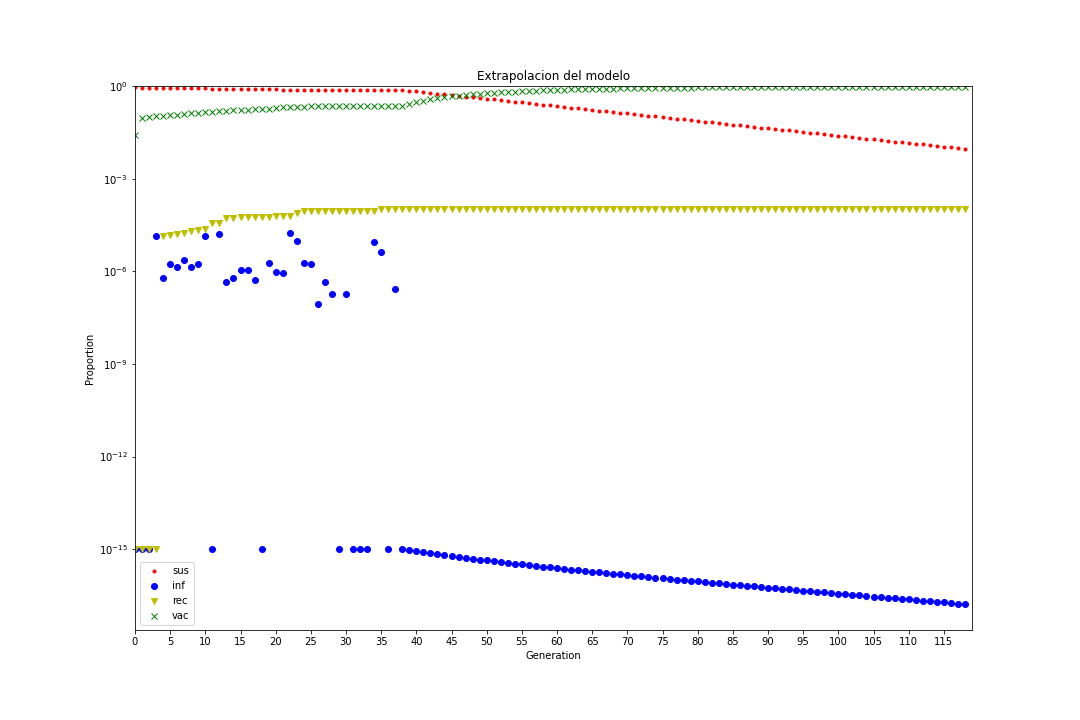 Extrapolacion del modelo
Proportion
10⁰
10⁻³
10⁻⁶
10⁻⁹
10⁻¹²
10⁻¹⁵
sus
inf
rec
vac
0 5 10 15 20 25 30 35 40 45 50 55 60 65 70 75 80 85 90 95 100 105 110 115
Generation